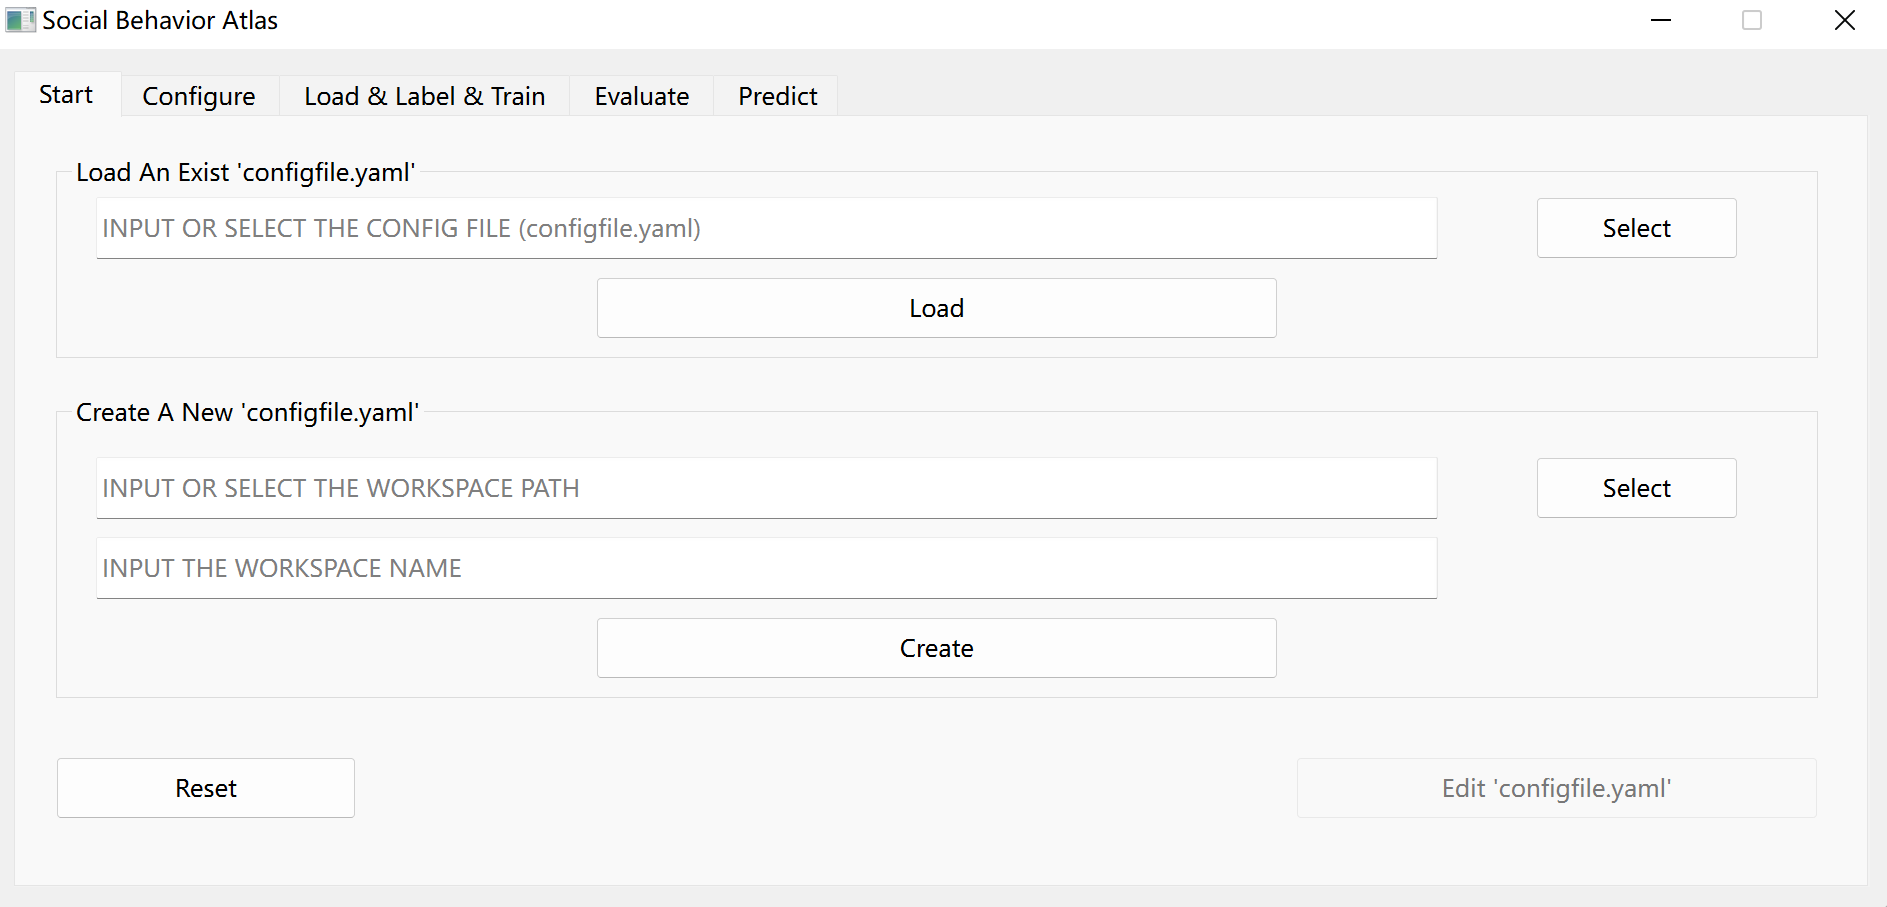 Social Behavior Atlas
Start
Configure
Load & Label & Train
Evaluate
Predict
Load An Exist 'configfile.yaml'
INPUT OR SELECT THE CONFIG FILE (configfile.yaml)
Select
Load
Create A New 'configfile.yaml'
INPUT OR SELECT THE WORKSPACE PATH
Select
INPUT THE WORKSPACE NAME
Create
Reset
Edit 'configfile.yaml'